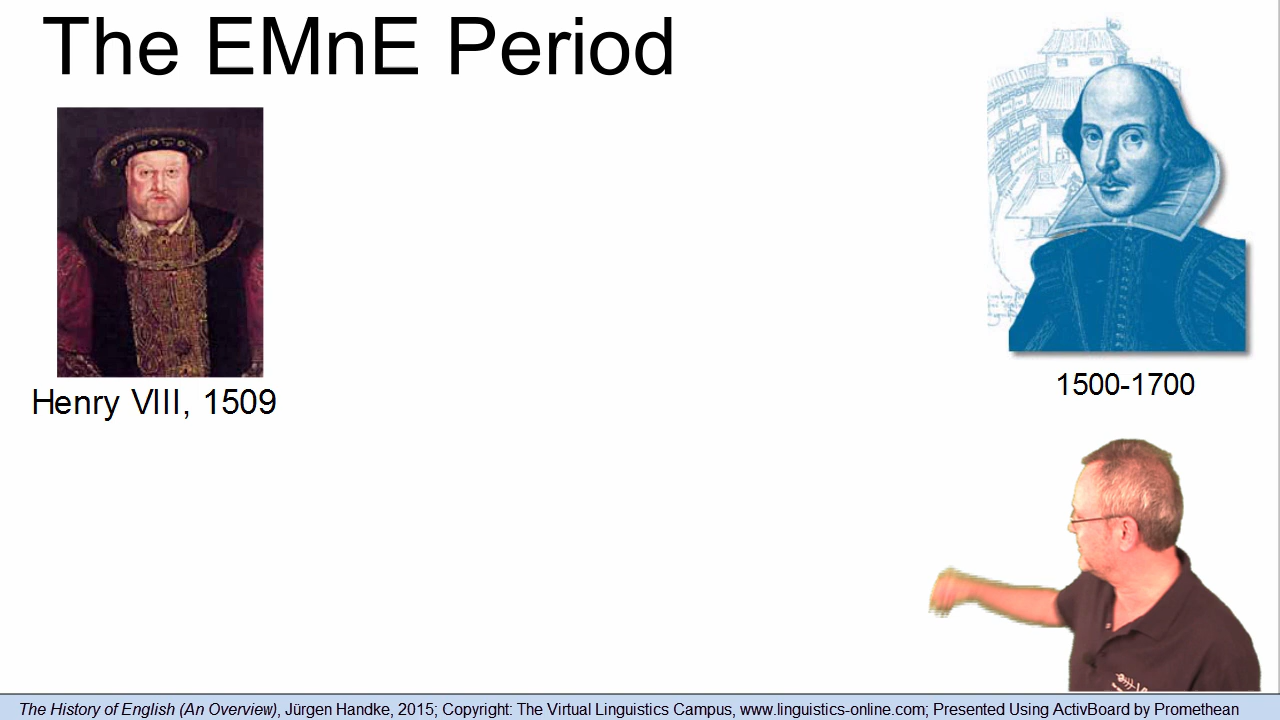 The EMnE Period
Henry VIII, 1509
1500-1700
The History of English (An Overview), Jürgen Handke, 2015; Copyright: The Virtual Linguistics Campus, www.linguistics-online.com; Presented Using ActivBoard by Promethean